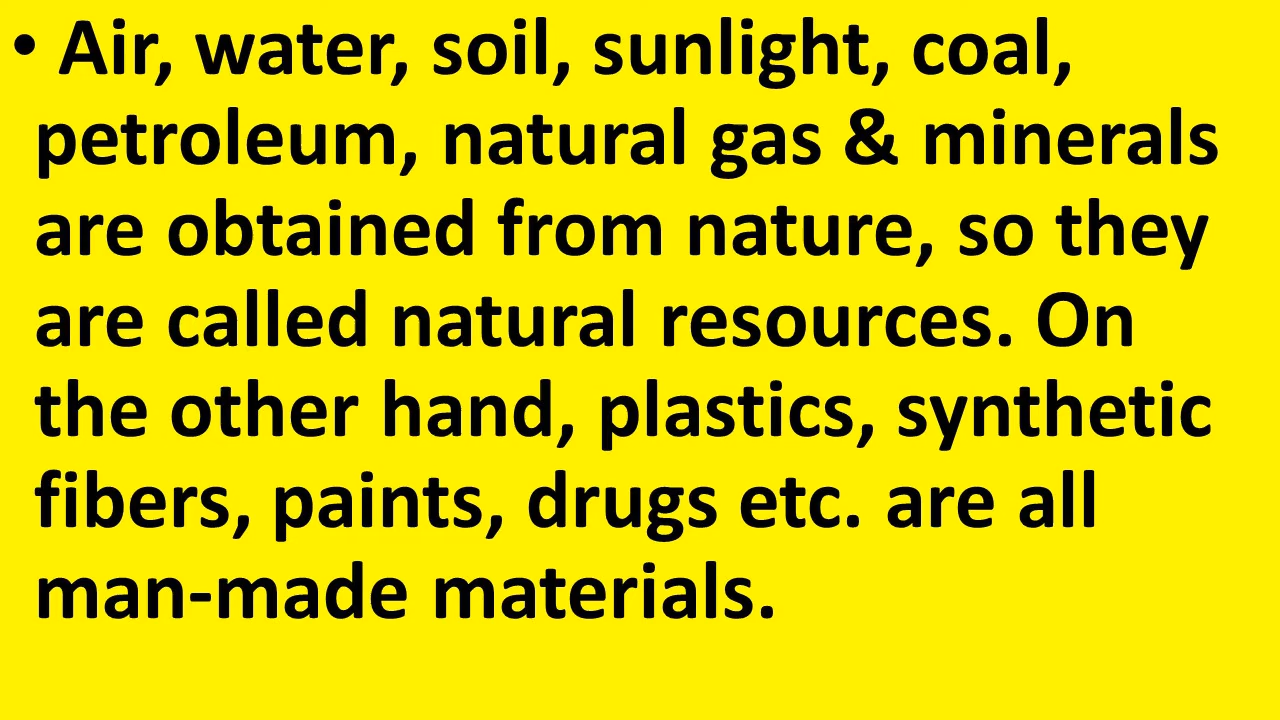 • Air, water, soil, sunlight, coal,
petroleum, natural gas & minerals
are obtained from nature, so they
are called natural resources. On
the other hand, plastics, synthetic
fibers, paints, drugs etc. are all
man-made materials.